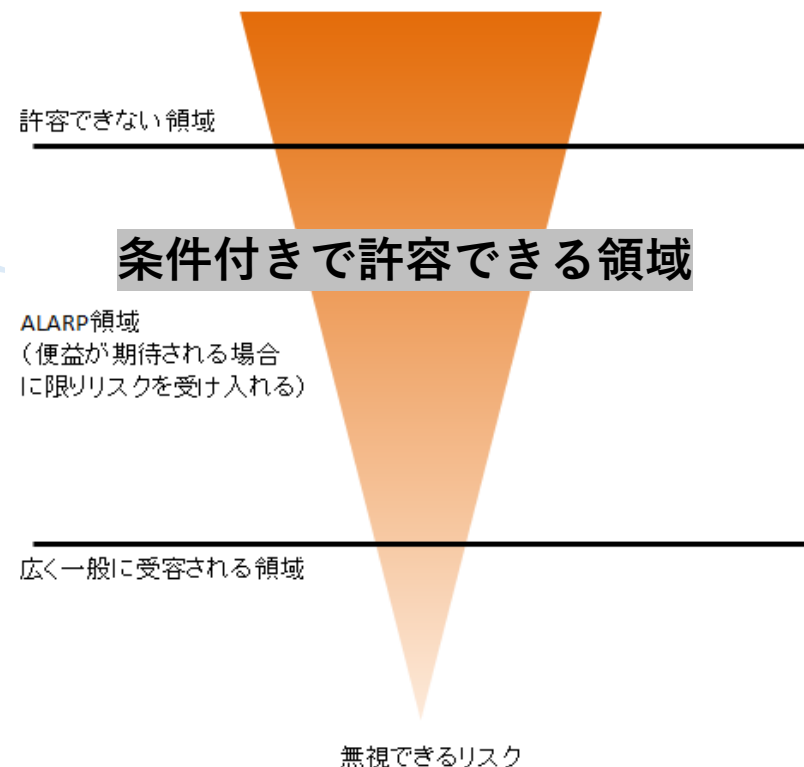 許容できない領域
条件付きで許容できる領域
ALARP領域
（便益が期待される場合
に限りリスクを受け入れる）
広く一般に受容される領域
無視できるリスク